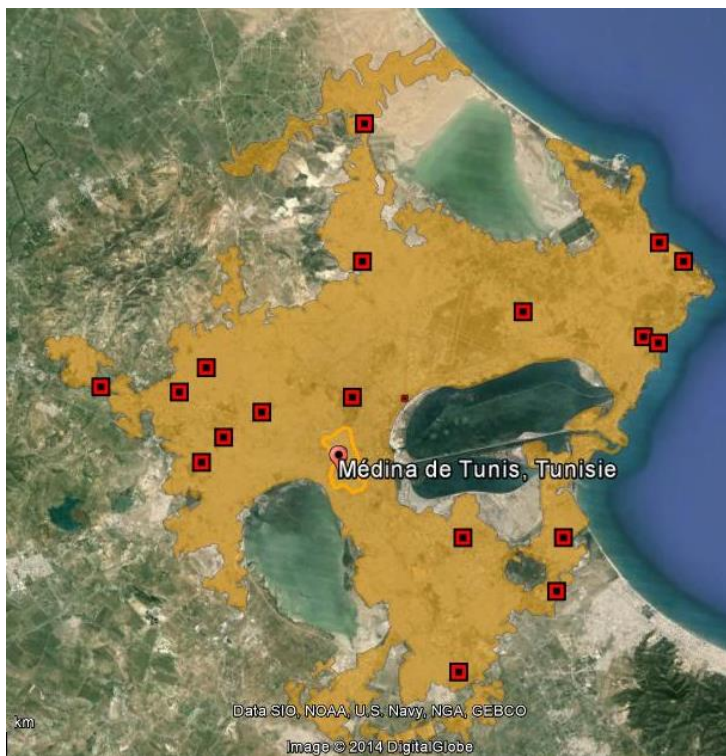 Médina de Tunis, Tunisie
Data SIO, NOAA, U.S. Navy, NGA, GEBCO
km
Image © 2014 DigitalGlobe